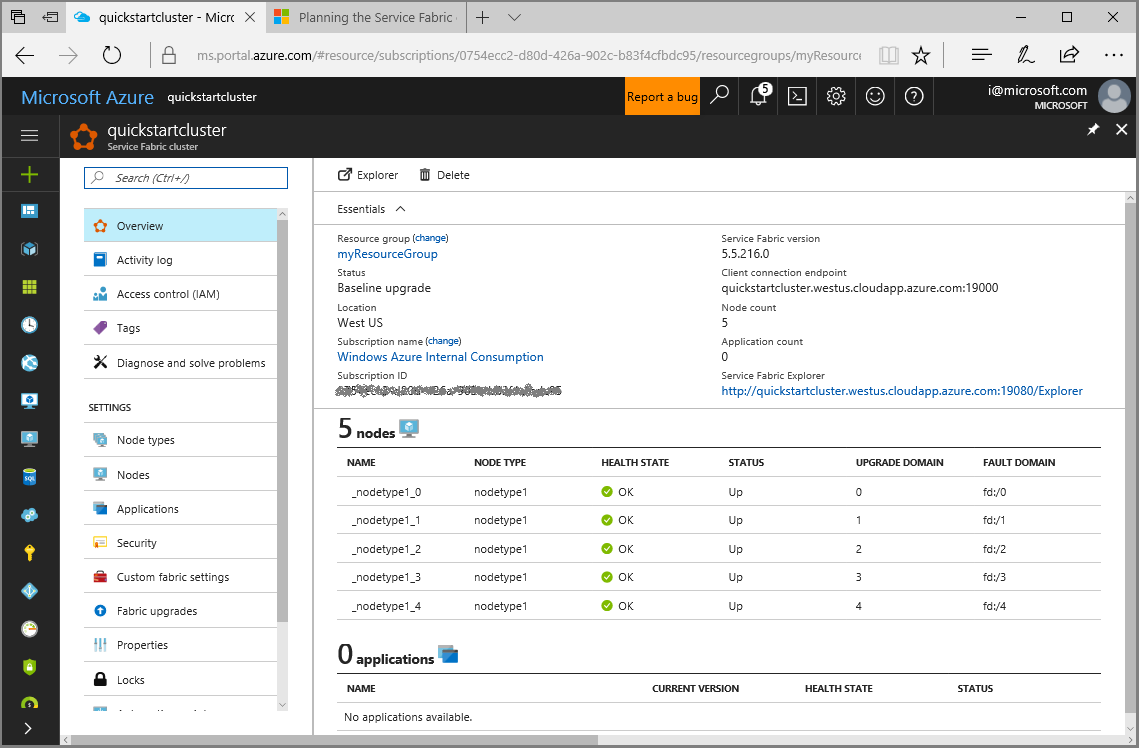 quickstartcluster - Micro
Planning the Service Fabric
ms.portal.azure.com/#resource/subscriptions/0754ecc2-d80d-426a-902c-b83f4cfbdc95/resourcegroups/myResource
Microsoft Azure quickstartcluster
Report a bug
5
i@microsoft.com
MICROSOFT
quickstartcluster
Service Fabric cluster
Search (Ctrl+/)
Overview
Activity log
Access control (IAM)
Tags
Diagnose and solve problems
SETTINGS
Node types
Nodes
Applications
Security
Custom fabric settings
Fabric upgrades
Properties
Locks
Explorer Delete
Essentials
Resource group (change)
myResourceGroup
Status
Baseline upgrade
Location
West US
Subscription name (change)
Windows Azure Internal Consumption
Subscription ID
Service Fabric version
5.5.216.0
Client connection endpoint
quickstartcluster.westus.cloudapp.azure.com:19000
Node count
5
Application count
0
Service Fabric Explorer
http://quickstartcluster.westus.cloudapp.azure.com:19080/Explorer
5 nodes
NAME NODE TYPE HEALTH STATE STATUS UPGRADE DOMAIN FAULT DOMAIN
_nodetype1_0 nodetype1 OK Up 0 fd:/0
_nodetype1_1 nodetype1 OK Up 1 fd:/1
_nodetype1_2 nodetype1 OK Up 2 fd:/2
_nodetype1_3 nodetype1 OK Up 3 fd:/3
_nodetype1_4 nodetype1 OK Up 4 fd:/4
0 applications
NAME CURRENT VERSION HEALTH STATE STATUS
No applications available.